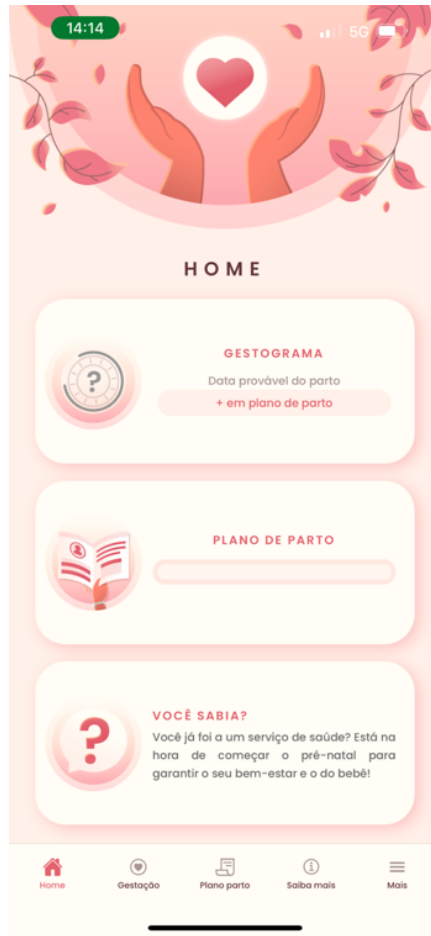 14:14
5G
HOME
GESTOGRAMA
Data provável do parto
+ em plano de parto
PLANO DE PARTO
VOCÊ SABIA?
Você já foi a um serviço de saúde? Está na
hora de começar o pré-natal para
garantir o seu bem-estar e o do bebê!
Home Gestação Plano parto Saiba mais Mais